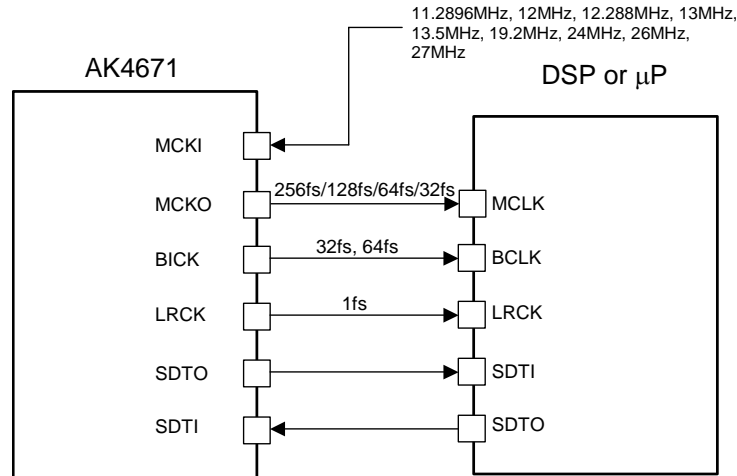 11.2896MHz, 12MHz, 12.288MHz, 13MHz,
13.5MHz, 19.2MHz, 24MHz, 26MHz,
27MHz
AK4671
DSP or μP
MCKI
MCKO
256fs/128fs/64fs/32fs
MCLK
BICK
32fs, 64fs
BCLK
LRCK
1fs
LRCK
SDTO
SDTI
SDTI
SDTO